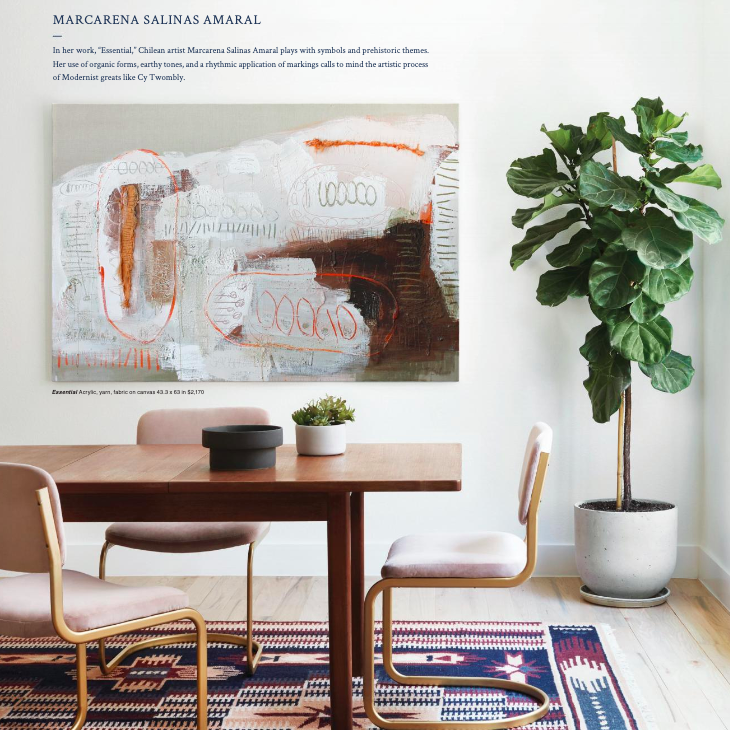 MARCARENA SALINAS AMARAL
In her work, "Essential," Chilean artist Marcarena Salinas Amaral plays with symbols and prehistoric themes.
Her use of organic forms, earthy tones, and a rhythmic application of markings calls to mind the artistic process
of Modernist greats like Cy Twombly.
Essential Acrylic, yarn, fabric on canvas 43.3 x 63 in $2,170